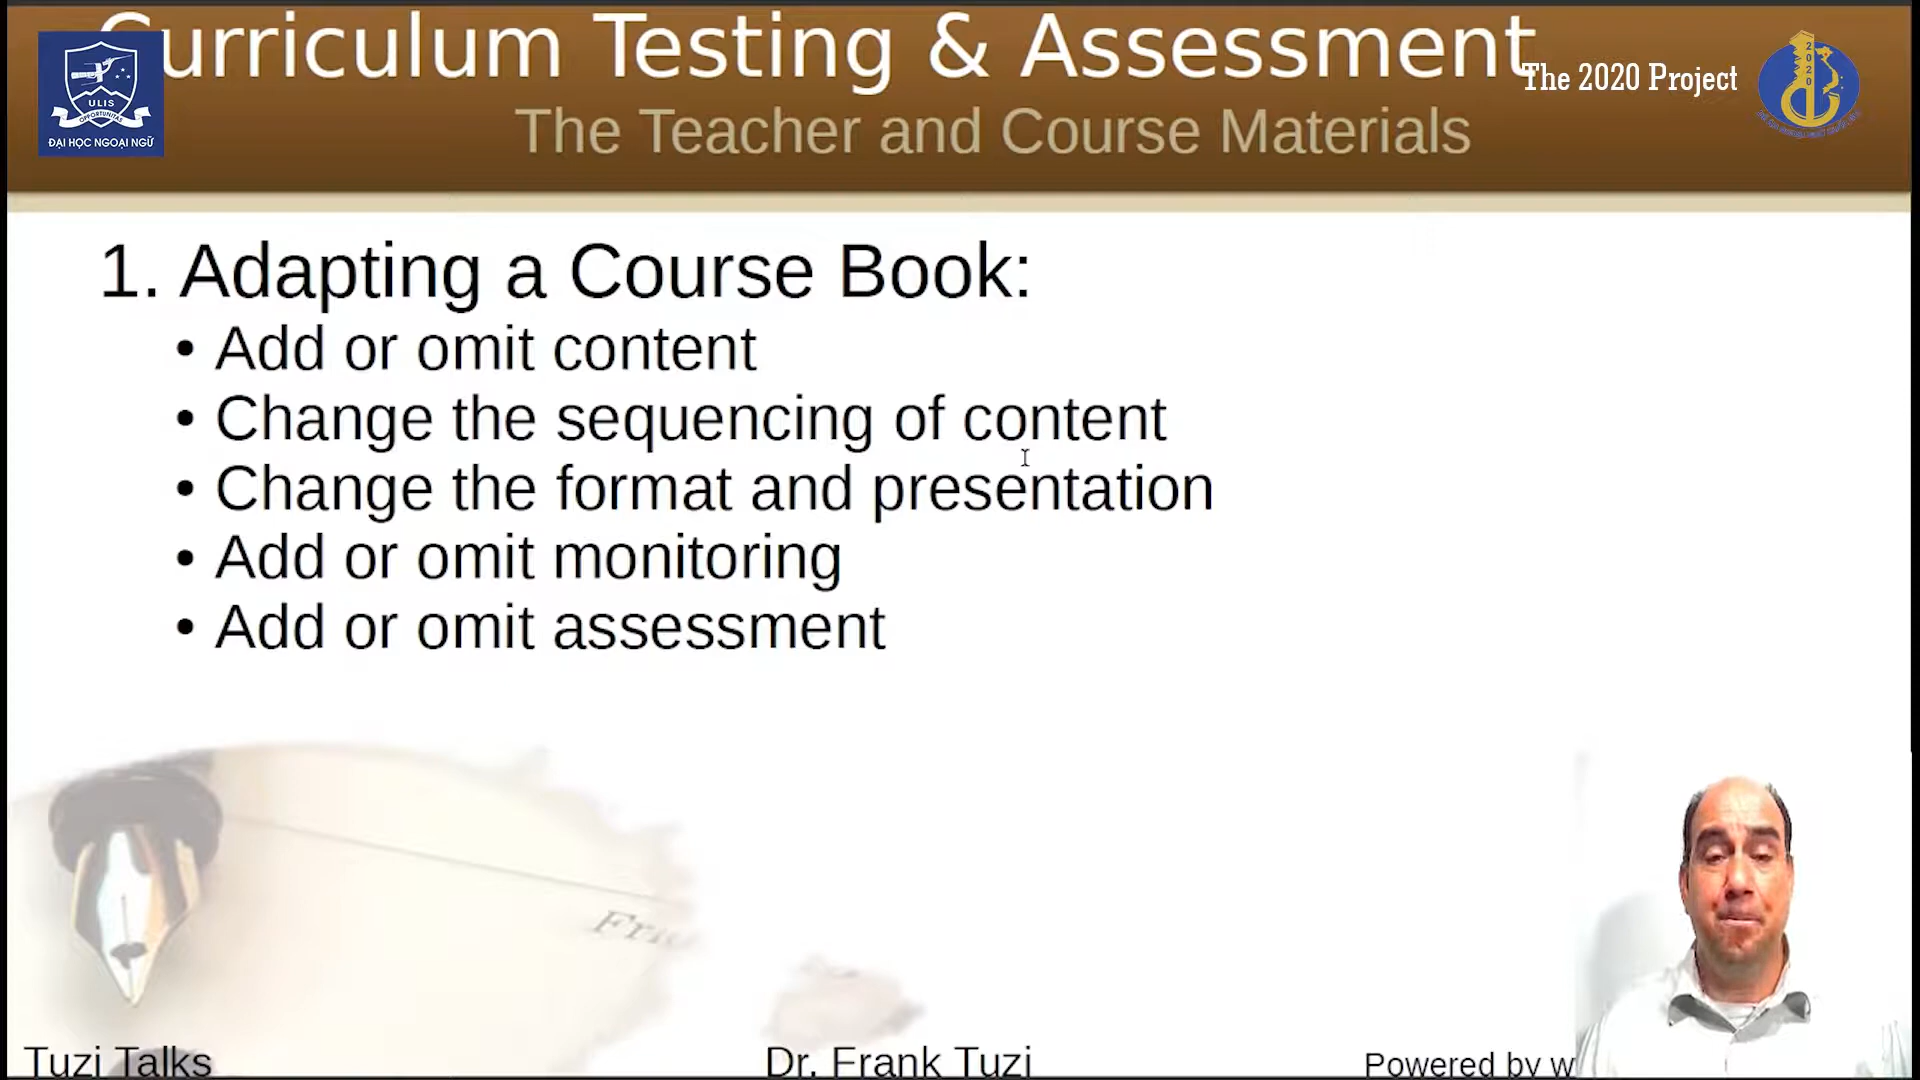 Curriculum Testing & Assessment
The 2020 Project
2020
ULIS
OPPORTUNITAS
ĐẠI HỌC NGOẠI NGỮ
The Teacher and Course Materials
1. Adapting a Course Book:
• Add or omit content
• Change the sequencing of content
• Change the format and presentation
• Add or omit monitoring
• Add or omit assessment
Tuzi Talks
Dr. Frank Tuzi
Powered by w